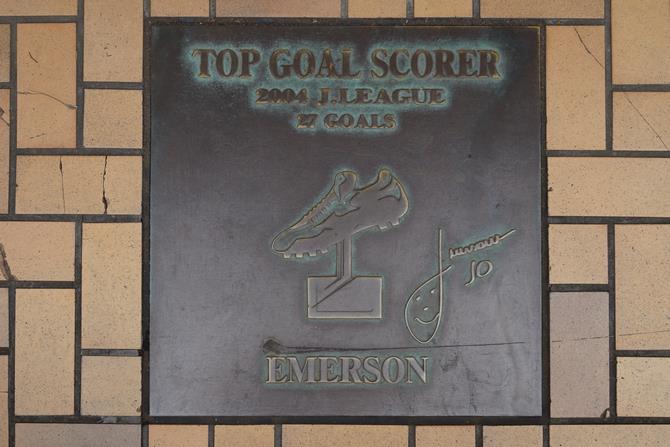 TOP GOAL SCORER
2004 J.LEAGUE
27 GOALS
10
EMERSON